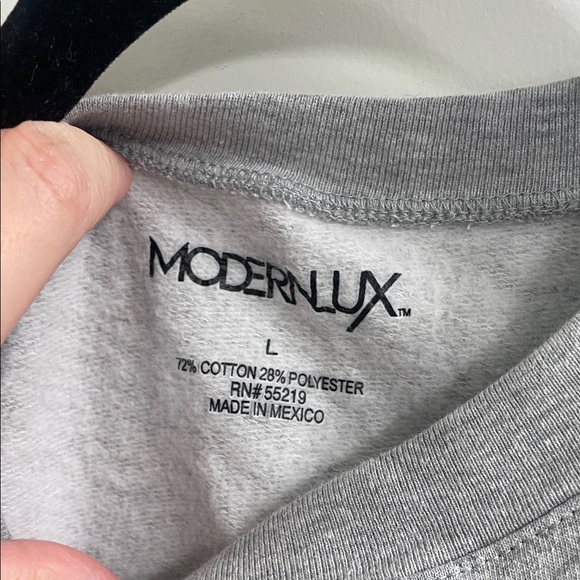 MODERNLUX™
L
72% COTTON 28% POLYESTER
RN# 55219
MADE IN MEXICO